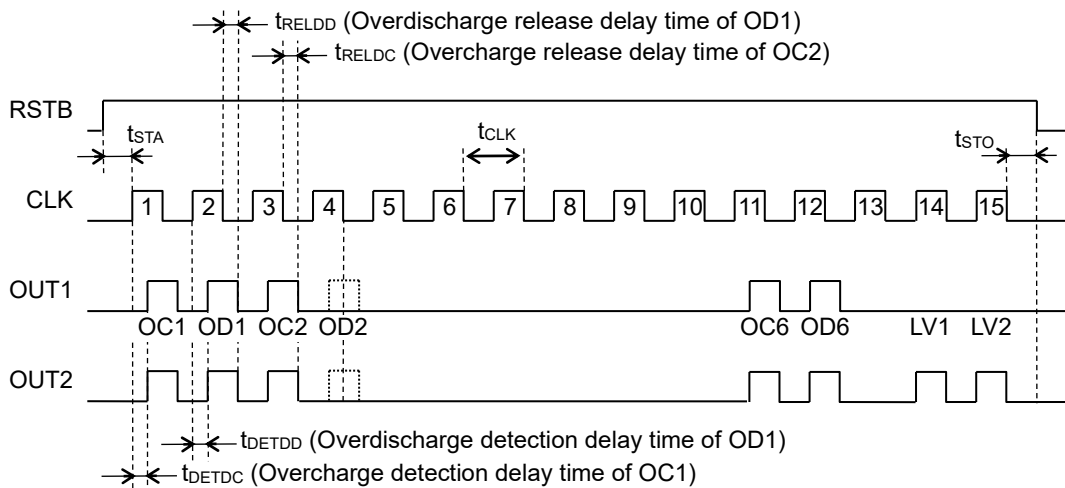 tRELDD (Overdischarge release delay time of OD1)
tRELDC (Overcharge release delay time of OC2)
RSTB
tSTA
tCLK
tSTO
CLK
1 2 3 4 5 6 7 8 9 10 11 12 13 14 15
OUT1
OC1 OD1 OC2 OD2 OC6 OD6 LV1 LV2
OUT2
tDETDD (Overdischarge detection delay time of OD1)
tDETDC (Overcharge detection delay time of OC1)